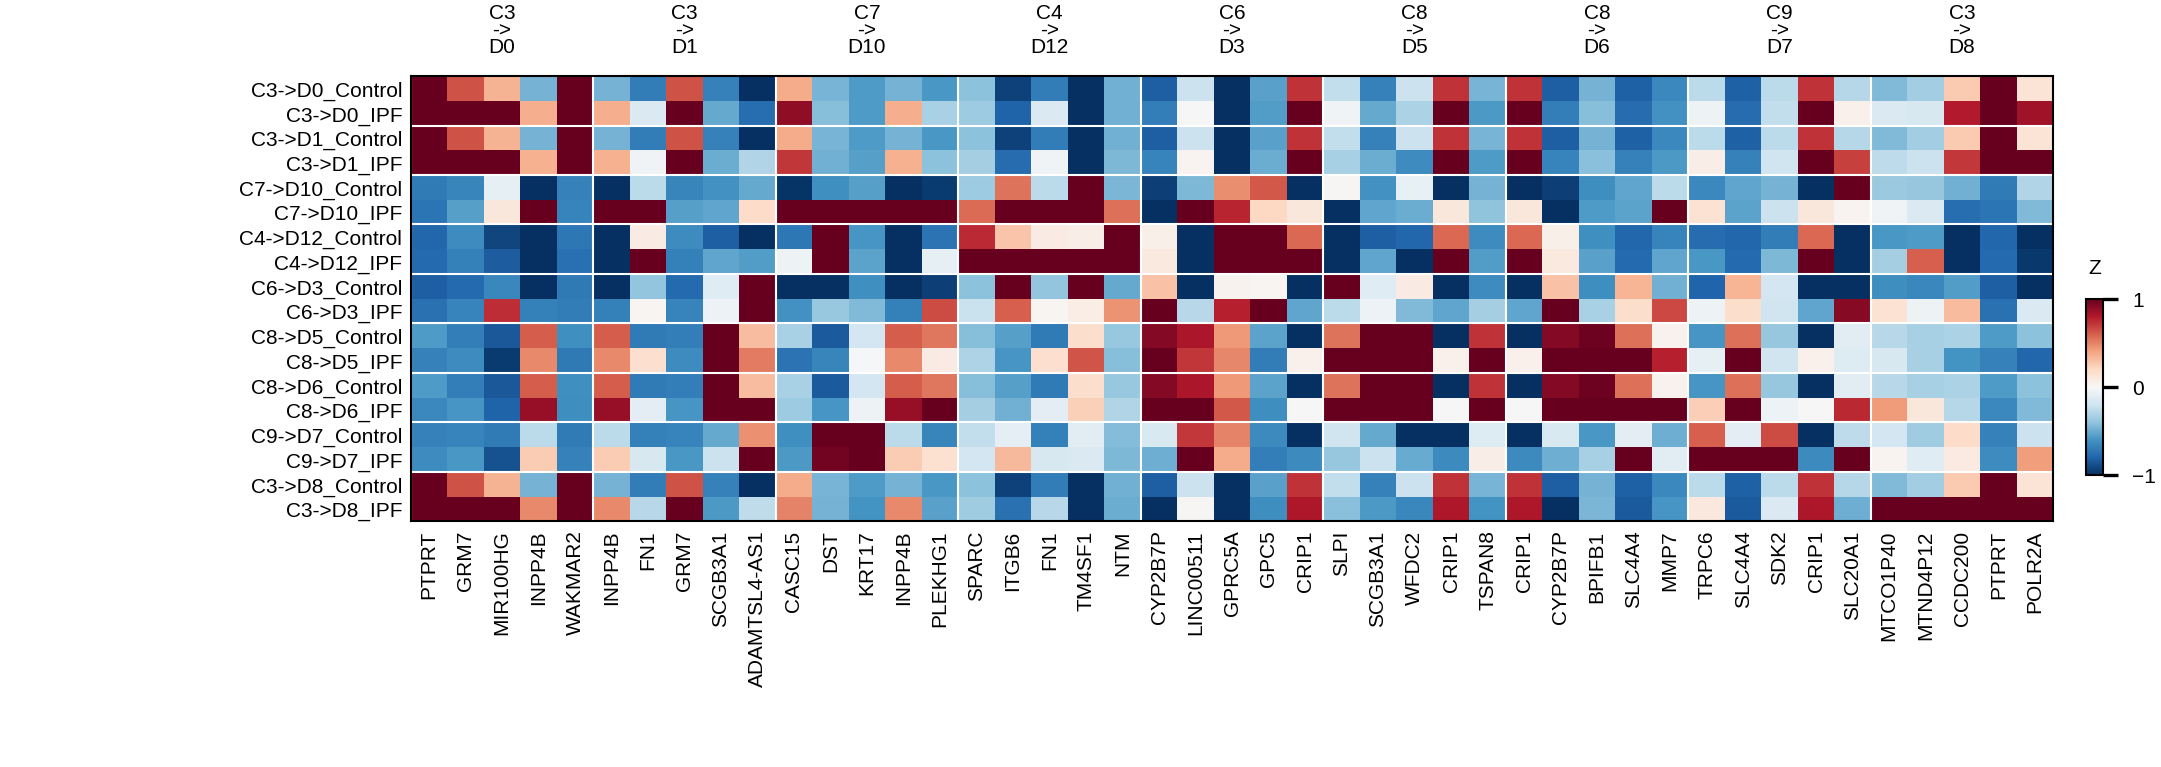 C3 C3 C7 C4 C6 C8 C8 C9 C3
-> -> -> -> -> -> -> -> ->
D0 D1 D10 D12 D3 D5 D6 D7 D8
C3->D0_Control
C3->D0_IPF
C3->D1_Control
C3->D1_IPF
C7->D10_Control
C7->D10_IPF
C4->D12_Control
C4->D12_IPF
C6->D3_Control
C6->D3_IPF
C8->D5_Control
C8->D5_IPF
C8->D6_Control
C8->D6_IPF
C9->D7_Control
C9->D7_IPF
C3->D8_Control
C3->D8_IPF
Z
1
0
−1
PTPRT
GRM7
MIR100HG
INPP4B
WAKMAR2
INPP4B
FN1
GRM7
SCGB3A1
ADAMTSL4-AS1
CASC15
DST
KRT17
INPP4B
PLEKHG1
SPARC
ITGB6
FN1
TM4SF1
NTM
CYP2B7P
LINC00511
GPRC5A
GPC5
CRIP1
SLPI
SCGB3A1
WFDC2
CRIP1
TSPAN8
CRIP1
CYP2B7P
BPIFB1
SLC4A4
MMP7
TRPC6
SLC4A4
SDK2
CRIP1
SLC20A1
MTCO1P40
MTND4P12
CCDC200
PTPRT
POLR2A